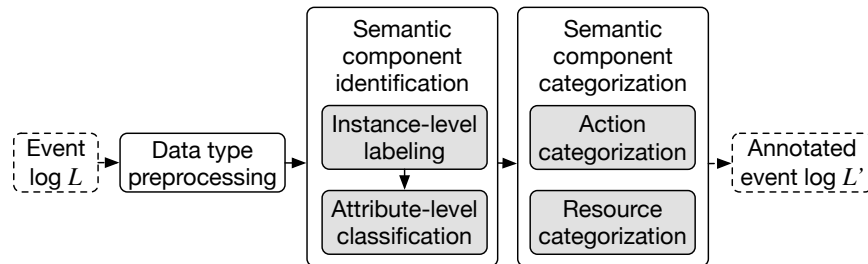 Event
log L
Data type
preprocessing
Semantic
component
identification
Instance-level
labeling
Attribute-level
classification
Semantic
component
categorization
Action
categorization
Resource
categorization
Annotated
event log L'